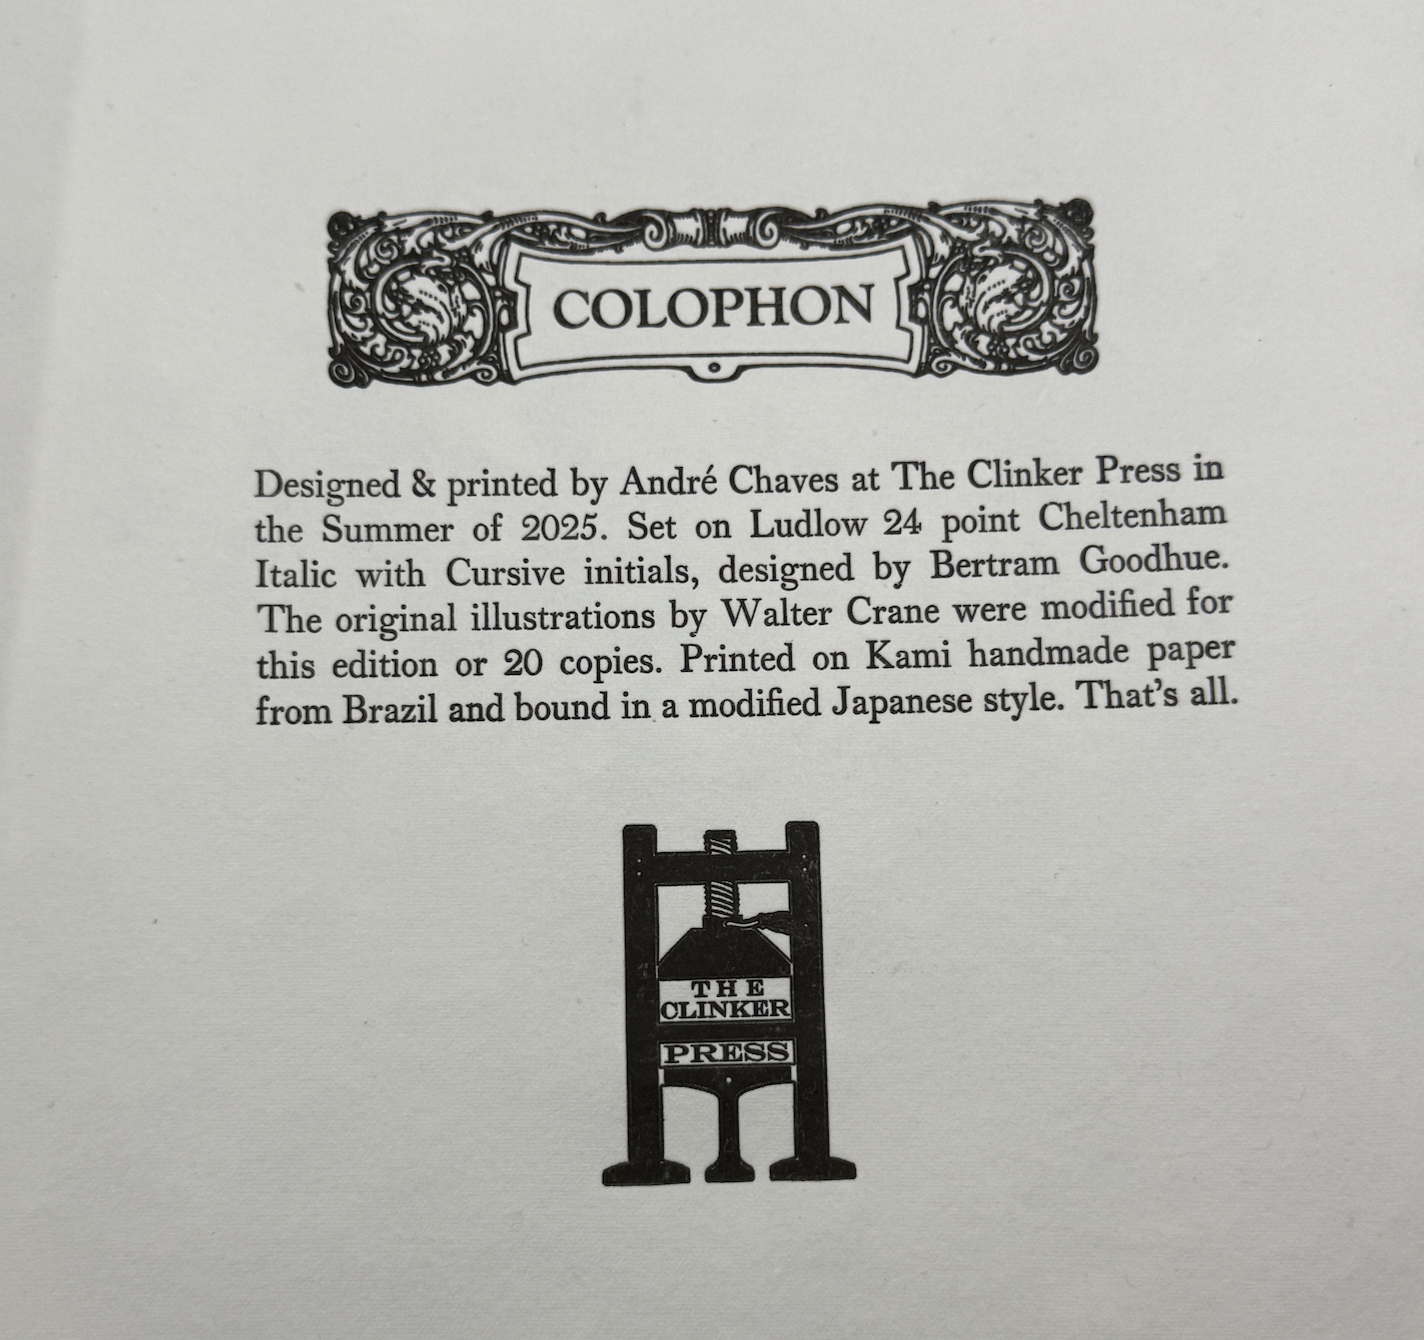 COLOPHON
Designed & printed by André Chaves at The Clinker Press in
the Summer of 2025. Set on Ludlow 24 point Cheltenham
Italic with Cursive initials, designed by Bertram Goodhue.
The original illustrations by Walter Crane were modified for
this edition or 20 copies. Printed on Kami handmade paper
from Brazil and bound in a modified Japanese style. That's all.
THE
CLINKER
PRESS